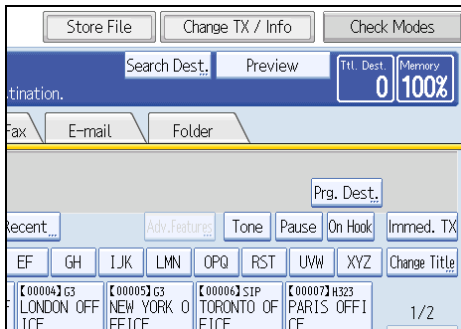 Store File Change TX / Info Check Modes
Search Dest. Preview Ttl. Dest. Memory
tination. 0 100%
Fax E-mail Folder
Prg. Dest.
Recent Adv.Features Tone Pause On Hook Immed. TX
EF GH IJK LMN OPQ RST UVW XYZ Change Title
【00004】G3 【00005】G3 【00006】SIP 【00007】H323
F LONDON OFF NEW YORK O TORONTO OF PARIS OFFI 1/2
ICE FFICE FICE CE